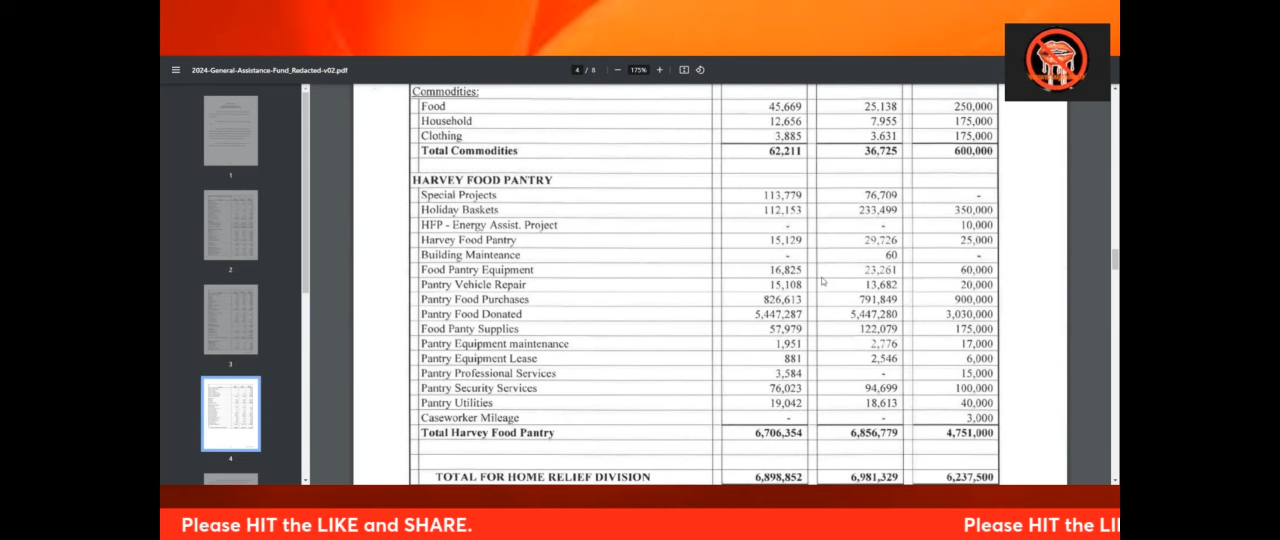 2024-General-Assistance-Fund_Redacted-v02.pdf 4 / 8 175%
Commodities:
Food 45,669 25,138 250,000
Household 12,656 7,955 175,000
Clothing 3,885 3,631 175,000
Total Commodities 62,211 36,725 600,000
HARVEY FOOD PANTRY
Special Projects 113,779 76,709 -
Holiday Baskets 112,153 233,499 350,000
HFP - Energy Assist. Project - - 10,000
Harvey Food Pantry 15,129 29,726 25,000
Building Mainteance - 60 -
Food Pantry Equipment 16,825 23,261 60,000
Pantry Vehicle Repair 15,108 13,682 20,000
Pantry Food Purchases 826,613 791,849 900,000
Pantry Food Donated 5,447,287 5,447,280 3,030,000
Food Panty Supplies 57,979 122,079 175,000
Pantry Equipment maintenance 1,951 2,776 17,000
Pantry Equipment Lease 881 2,546 6,000
Pantry Professional Services 3,584 - 15,000
Pantry Security Services 76,023 94,699 100,000
Pantry Utilities 19,042 18,613 40,000
Caseworker Mileage - - 3,000
Total Harvey Food Pantry 6,706,354 6,856,779 4,751,000
TOTAL FOR HOME RELIEF DIVISION 6,898,852 6,981,329 6,237,500
1
2
3
4
Please HIT the LIKE and SHARE. Please HIT the LI